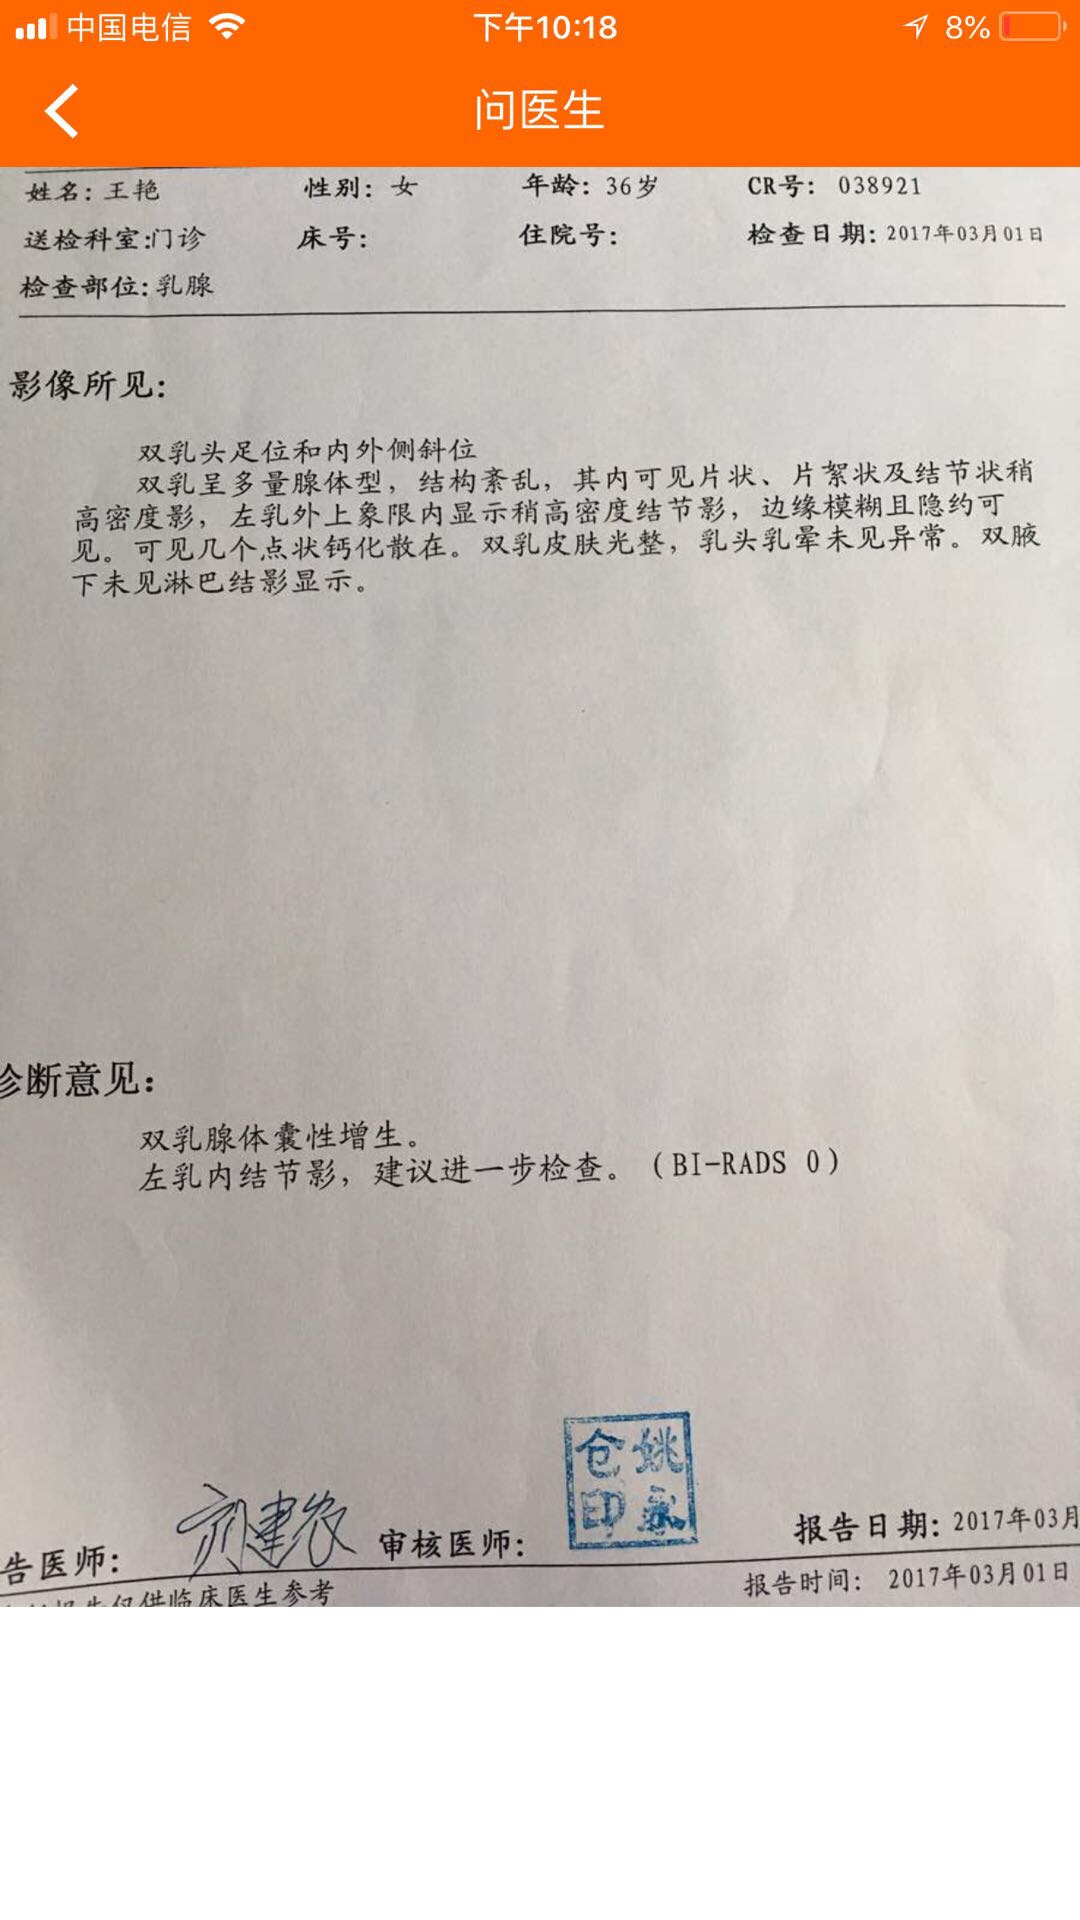 中国电信 下午10:18 8%
问医生
姓名: 王艳 性别: 女 年龄: 36岁 CR号: 038921
送检科室:门诊 床号: 住院号: 检查日期: 2017年03月01日
检查部位: 乳腺
影像所见:
双乳头足位和内外侧斜位
双乳呈多量腺体型，结构紊乱，其内可见片状、片絮状及结节状稍
高密度影，左乳外上象限内显示稍高密度结节影，边缘模糊且隐约可
见。可见几个点状钙化散在。双乳皮肤光整，乳头乳晕未见异常。双腋
下未见淋巴结影显示。
诊断意见:
双乳腺体囊性增生。
左乳内结节影，建议进一步检查。（BI-RADS 0）
仓姚
印永
告医师: 审核医师: 报告日期: 2017年03月
报告仅供临床医生参考 报告时间: 2017年03月01日